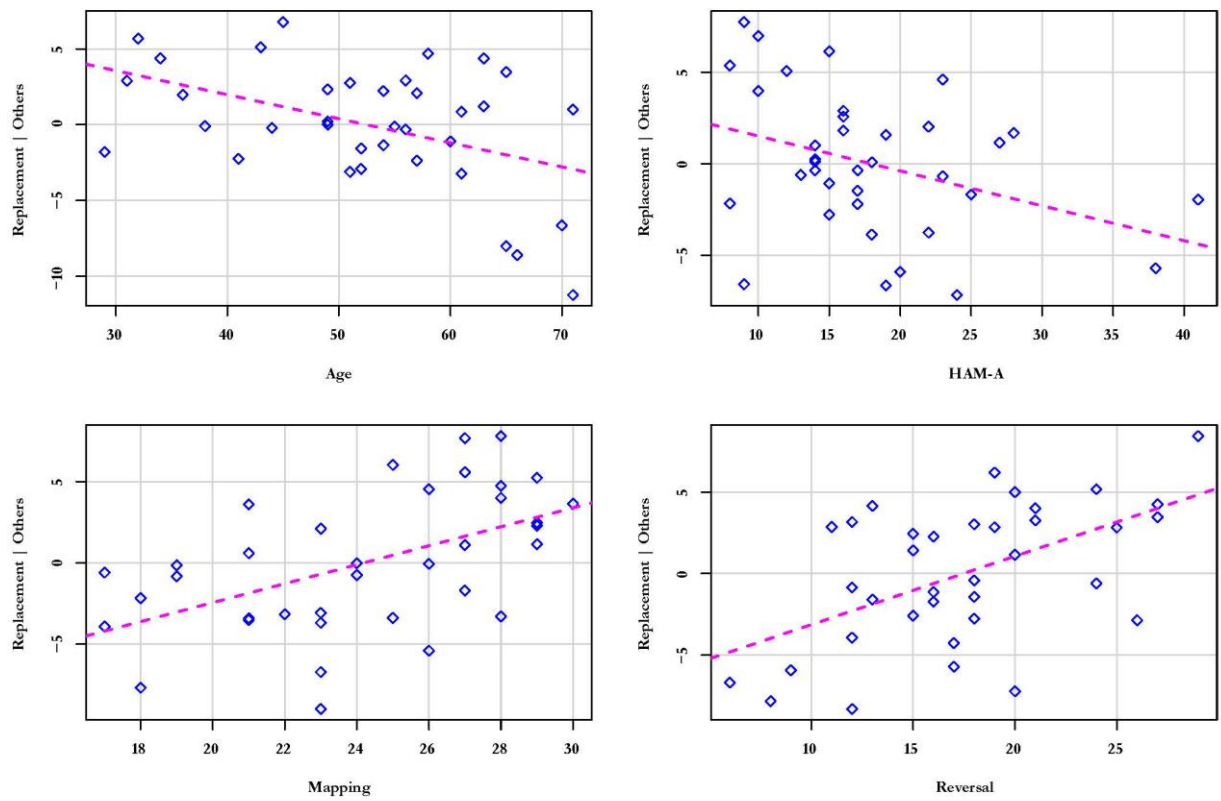 Replacement | Others
5
0
−5
−10
30 40 50 60 70
Age
Replacement | Others
5
0
−5
10 15 20 25 30 35 40
HAM-A
Replacement | Others
5
0
−5
18 20 22 24 26 28 30
Mapping
Replacement | Others
5
0
−5
10 15 20 25
Reversal